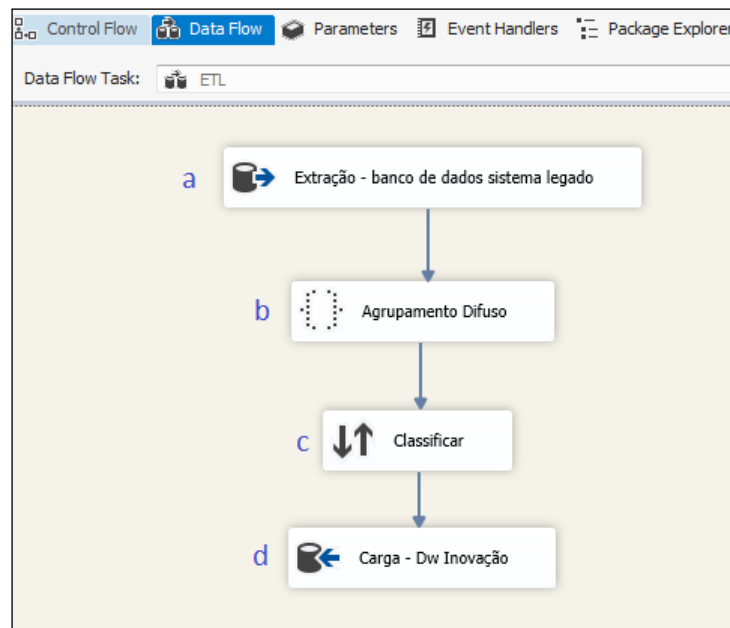 Control Flow Data Flow Parameters Event Handlers Package Explorer
Data Flow Task: ETL
a Extração - banco de dados sistema legado
b Agrupamento Difuso
c Classificar
d Carga - Dw Inovação